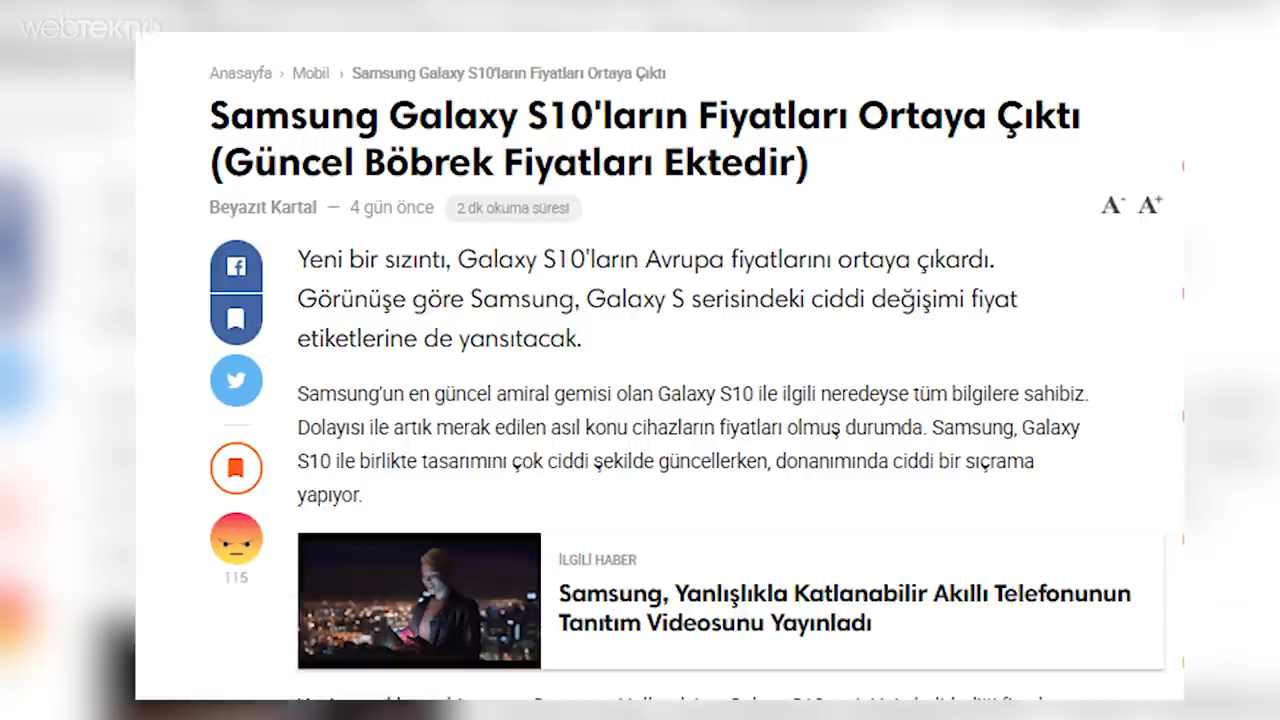 webtekno
Anasayfa › Mobil › Samsung Galaxy S10'ların Fiyatları Ortaya Çıktı
Samsung Galaxy S10'ların Fiyatları Ortaya Çıktı
(Güncel Böbrek Fiyatları Ektedir)
Beyazıt Kartal — 4 gün önce 2 dk okuma süresi
A- A+
Yeni bir sızıntı, Galaxy S10'ların Avrupa fiyatlarını ortaya çıkardı.
Görünüşe göre Samsung, Galaxy S serisindeki ciddi değişimi fiyat
etiketlerine de yansıtacak.
Samsung’un en güncel amiral gemisi olan Galaxy S10 ile ilgili neredeyse tüm bilgilere sahibiz.
Dolayısı ile artık merak edilen asıl konu cihazların fiyatları olmuş durumda. Samsung, Galaxy
S10 ile birlikte tasarımını çok ciddi şekilde güncellerken, donanımında ciddi bir sıçrama
yapıyor.
115
İLGİLİ HABER
Samsung, Yanlışlıkla Katlanabilir Akıllı Telefonunun
Tanıtım Videosunu Yayınladı